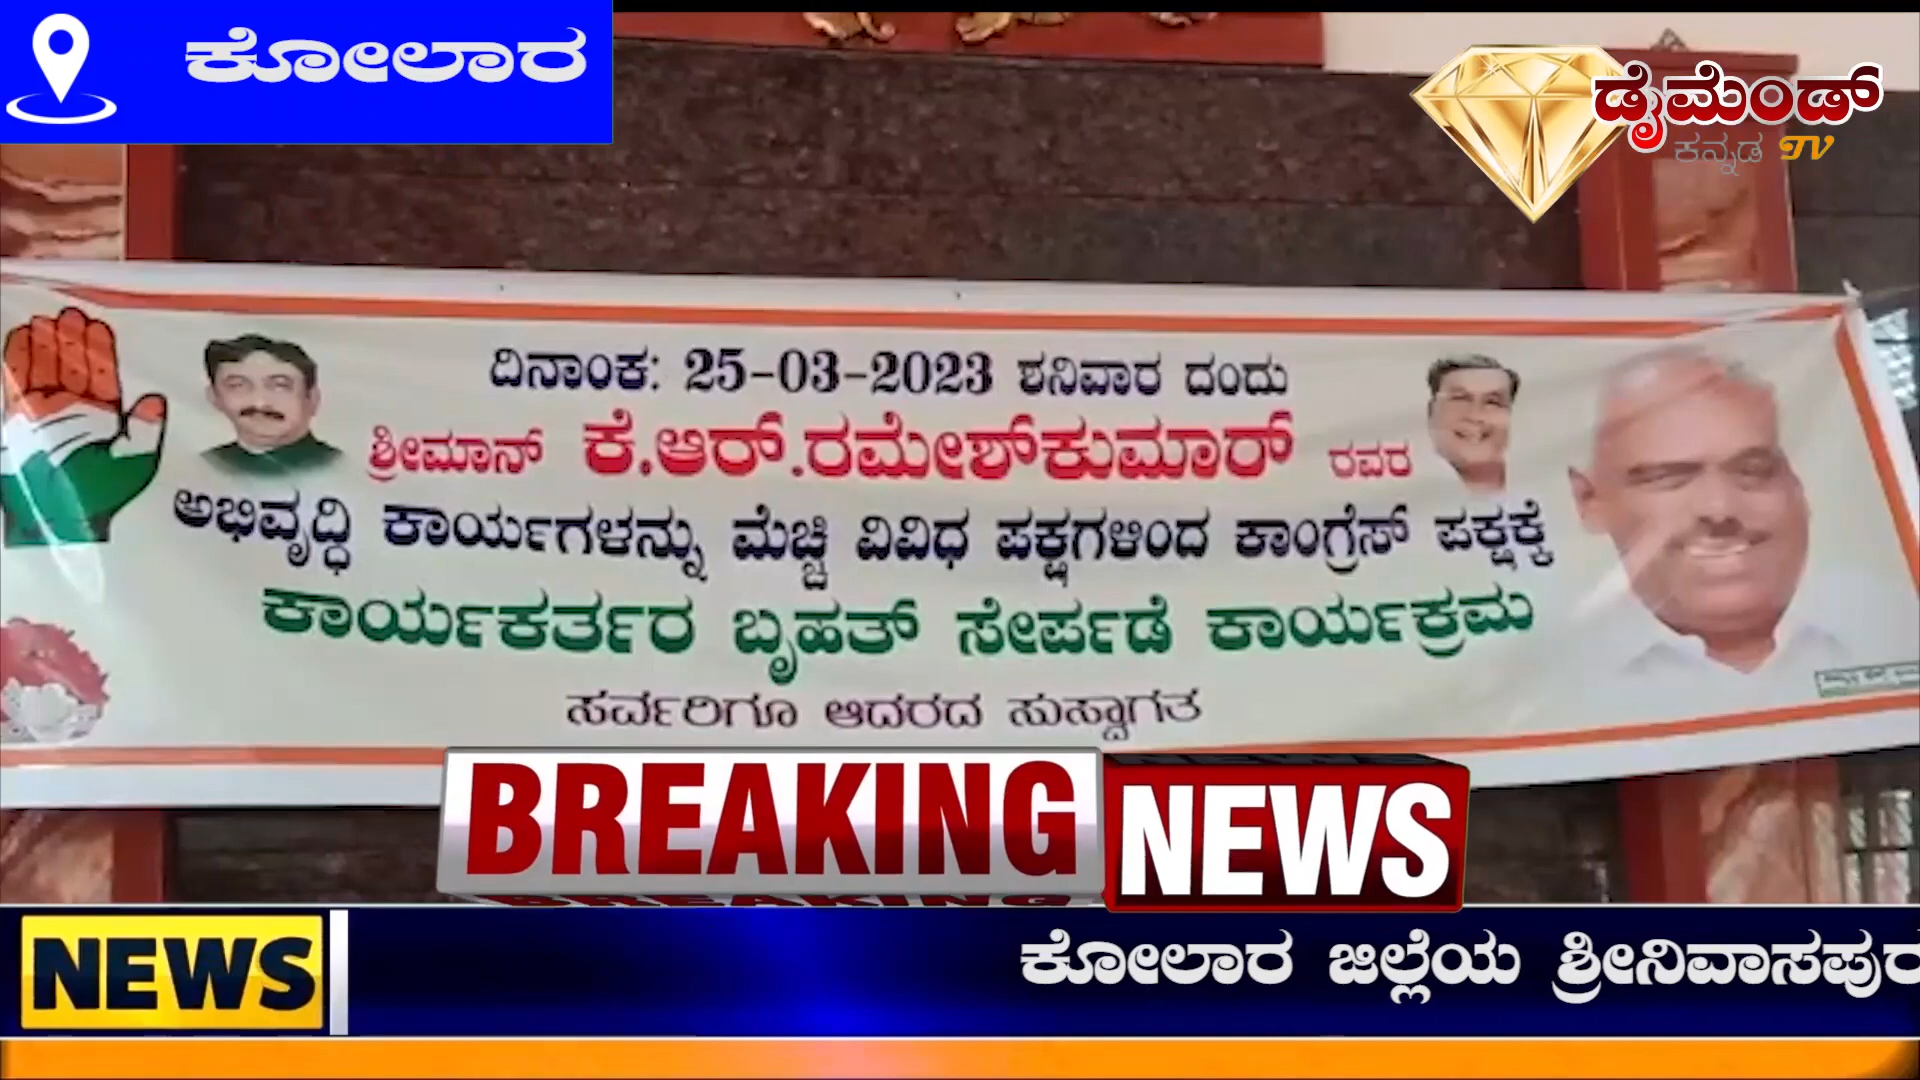 ಕೋಲಾರ
ಡೈಮೆಂಡ್
ಕನ್ನಡ TV
ದಿನಾಂಕ: 25-03-2023 ಶನಿವಾರ ದಂದು
ಶ್ರೀಮಾನ್ ಕೆ.ಆರ್.ರಮೇಶ್‌ಕುಮಾರ್ ರವರ
ಅಭಿವೃದ್ಧಿ ಕಾರ್ಯಗಳನ್ನು ಮೆಚ್ಚಿ ವಿವಿಧ ಪಕ್ಷಗಳಿಂದ ಕಾಂಗ್ರೆಸ್ ಪಕ್ಷಕ್ಕೆ
ಕಾರ್ಯಕರ್ತರ ಬೃಹತ್ ಸೇರ್ಪಡೆ ಕಾರ್ಯಕ್ರಮ
ಸರ್ವರಿಗೂ ಆದರದ ಸುಸ್ವಾಗತ
BREAKING NEWS
NEWS
ಕೋಲಾರ ಜಿಲ್ಲೆಯ ಶ್ರೀನಿವಾಸಪುರ